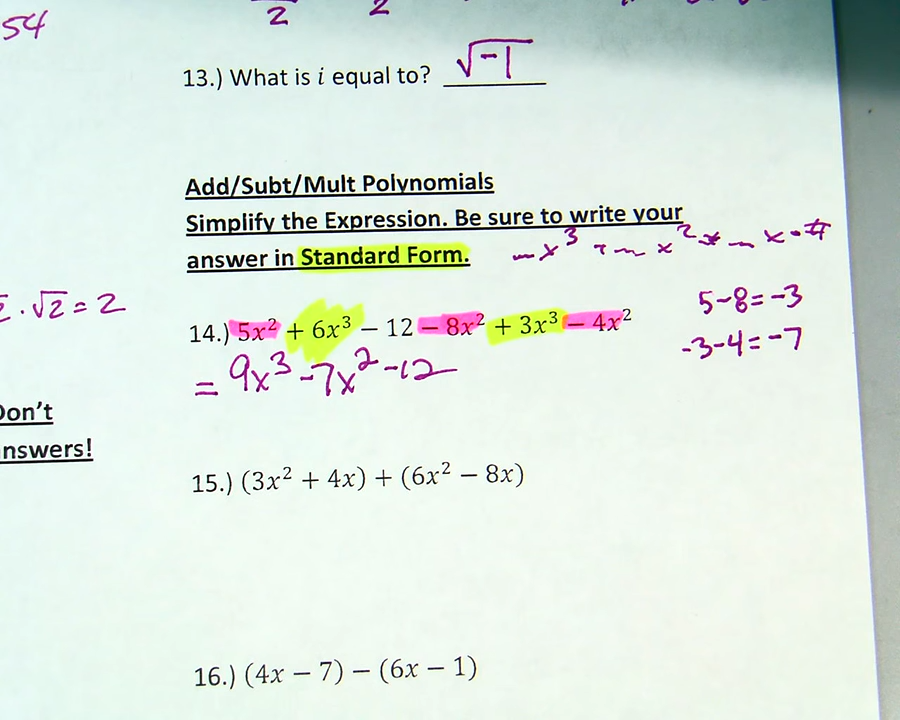 54
2
2
13.) What is i equal to? √-1
Add/Subt/Mult Polynomials
Simplify the Expression. Be sure to write your
answer in Standard Form.
5-8=-3
· √2 = 2
14.) 5x² + 6x³ − 12 − 8x² + 3x³ − 4x²
-3-4=-7
= 9x³ -7x² -12
Don't
nswers!
15.) (3x² + 4x) + (6x² − 8x)
16.) (4x − 7) − (6x − 1)